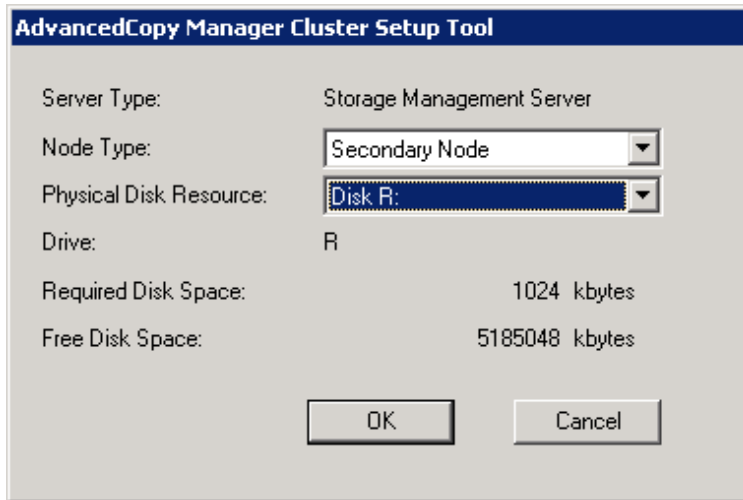 AdvancedCopy Manager Cluster Setup Tool
Server Type: Storage Management Server
Node Type: Secondary Node
Physical Disk Resource: Disk R:
Drive: R
Required Disk Space: 1024 kbytes
Free Disk Space: 5185048 kbytes
OK Cancel